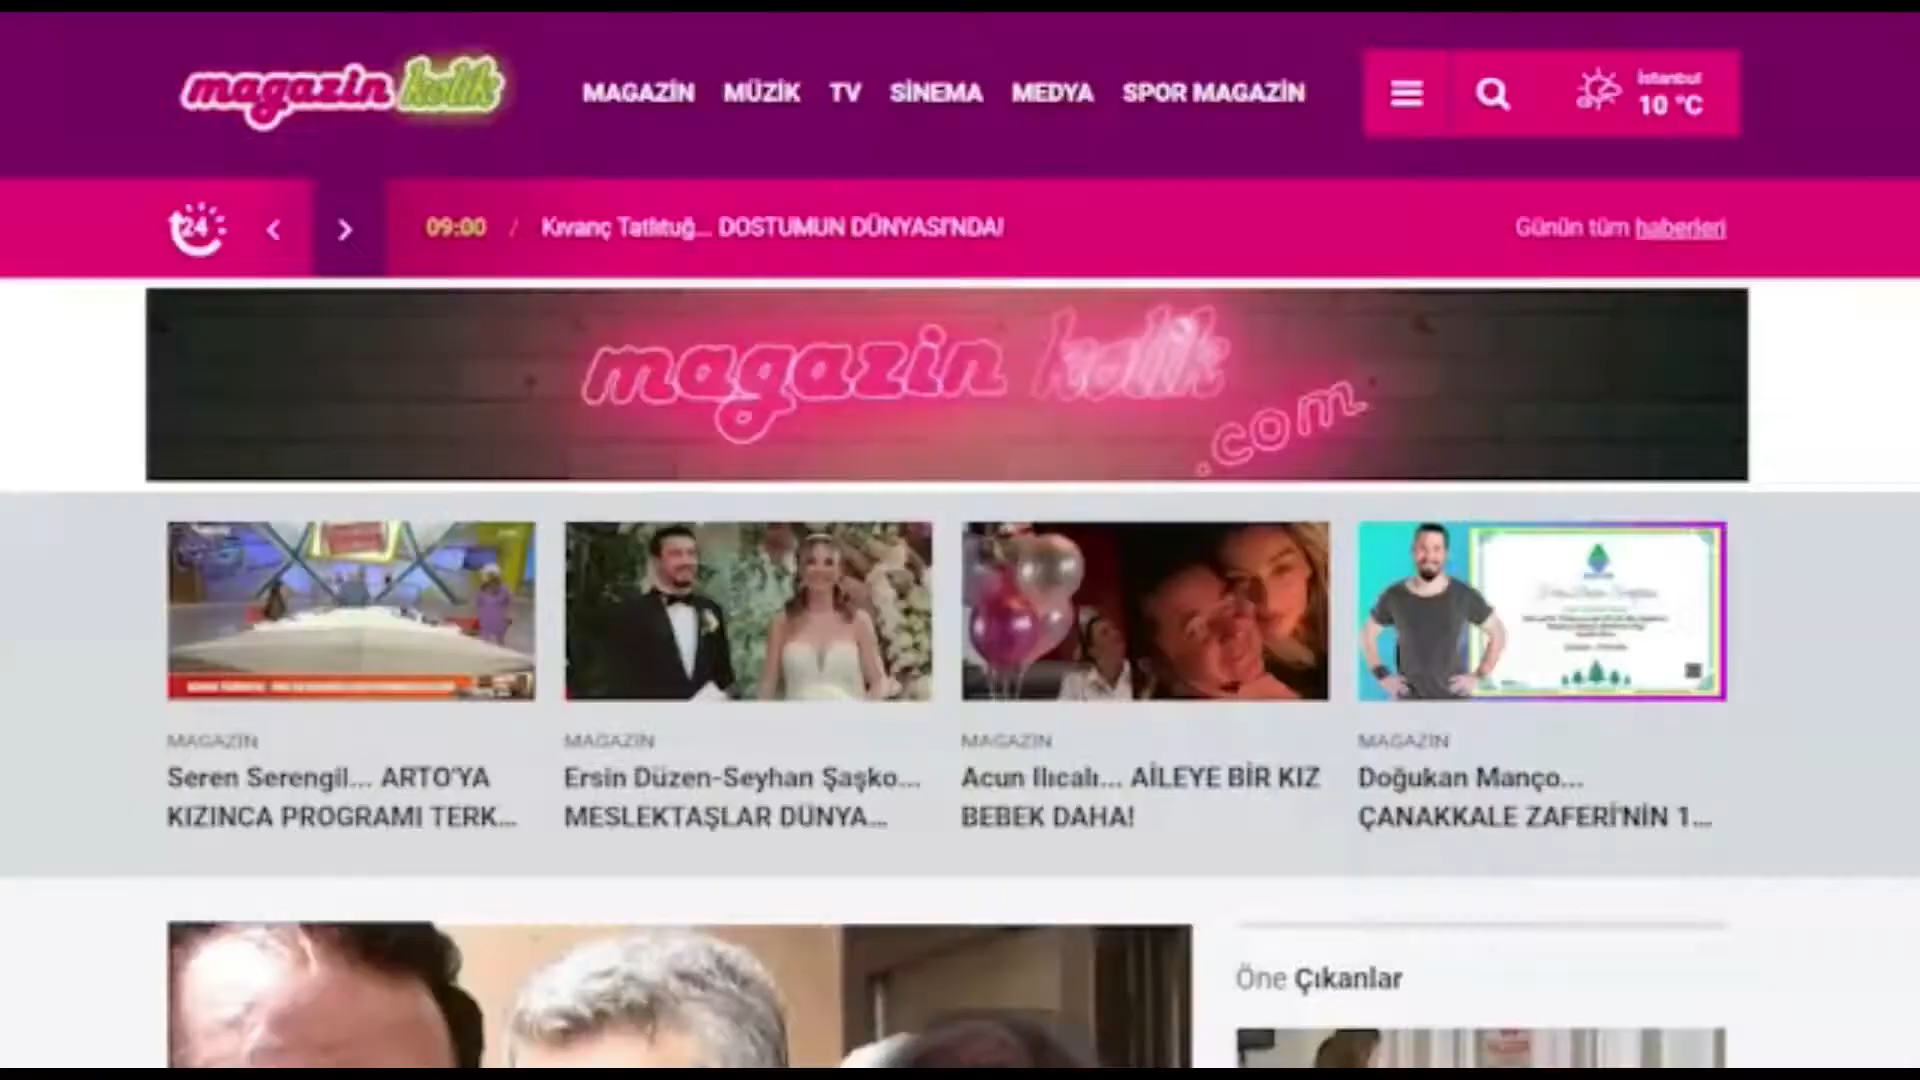 magazin kolik
MAGAZİN MÜZİK TV SİNEMA MEDYA SPOR MAGAZİN
İstanbul
10 °C
24
09:00 / Kıvanç Tatlıtuğ... DOSTUMUN DÜNYASI'NDA!
Günün tüm haberleri
magazin kolik
.com
MAGAZİN
Seren Serengil... ARTO'YA
KIZINCA PROGRAMI TERK...
MAGAZİN
Ersin Düzen-Seyhan Şaşko...
MESLEKTAŞLAR DÜNYA...
MAGAZİN
Acun Ilıcalı... AİLEYE BİR KIZ
BEBEK DAHA!
MAGAZİN
Doğukan Manço...
ÇANAKKALE ZAFERİ'NİN 1...
Öne Çıkanlar